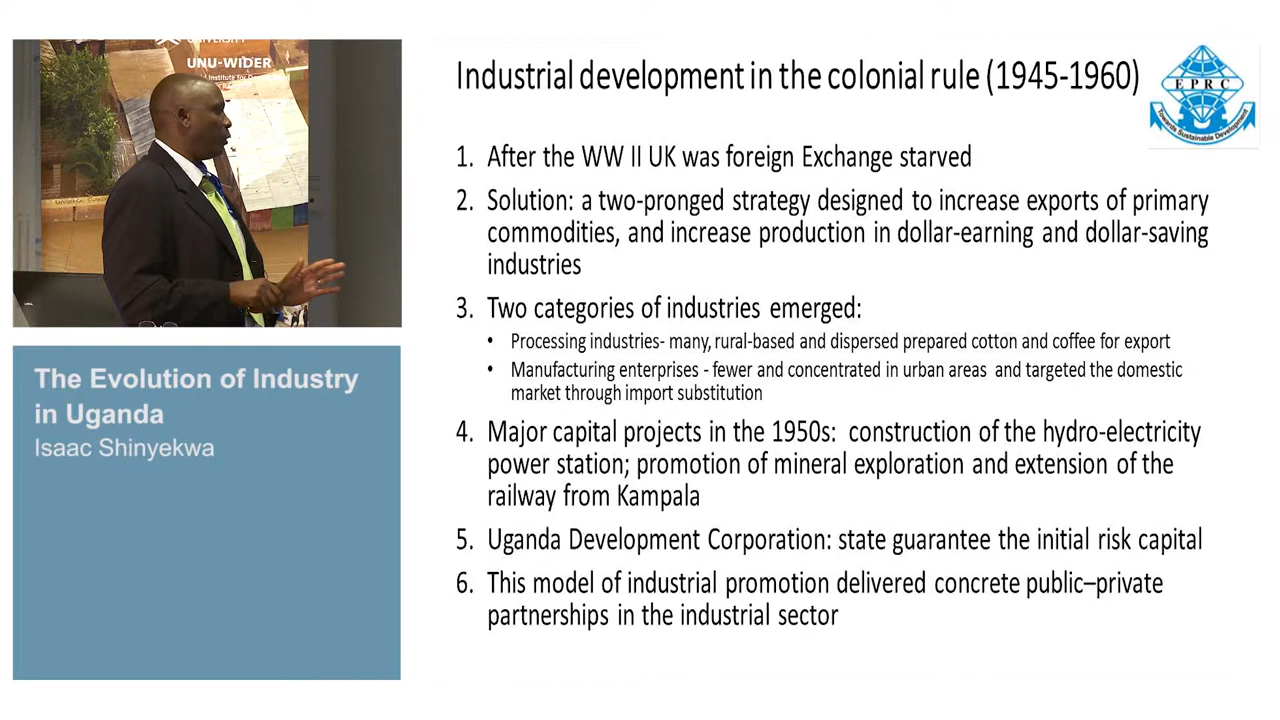 UNIVERSITY
UNU-WIDER
Industrial development in the colonial rule (1945-1960)
EPRC
Towards Sustainable Development
1. After the WW II UK was foreign Exchange starved
2. Solution: a two-pronged strategy designed to increase exports of primary
commodities, and increase production in dollar-earning and dollar-saving
industries
3. Two categories of industries emerged:
• Processing industries- many, rural-based and dispersed prepared cotton and coffee for export
• Manufacturing enterprises - fewer and concentrated in urban areas and targeted the domestic
market through import substitution
4. Major capital projects in the 1950s: construction of the hydro-electricity
power station; promotion of mineral exploration and extension of the
railway from Kampala
5. Uganda Development Corporation: state guarantee the initial risk capital
6. This model of industrial promotion delivered concrete public–private
partnerships in the industrial sector
The Evolution of Industry
in Uganda
Isaac Shinyekwa